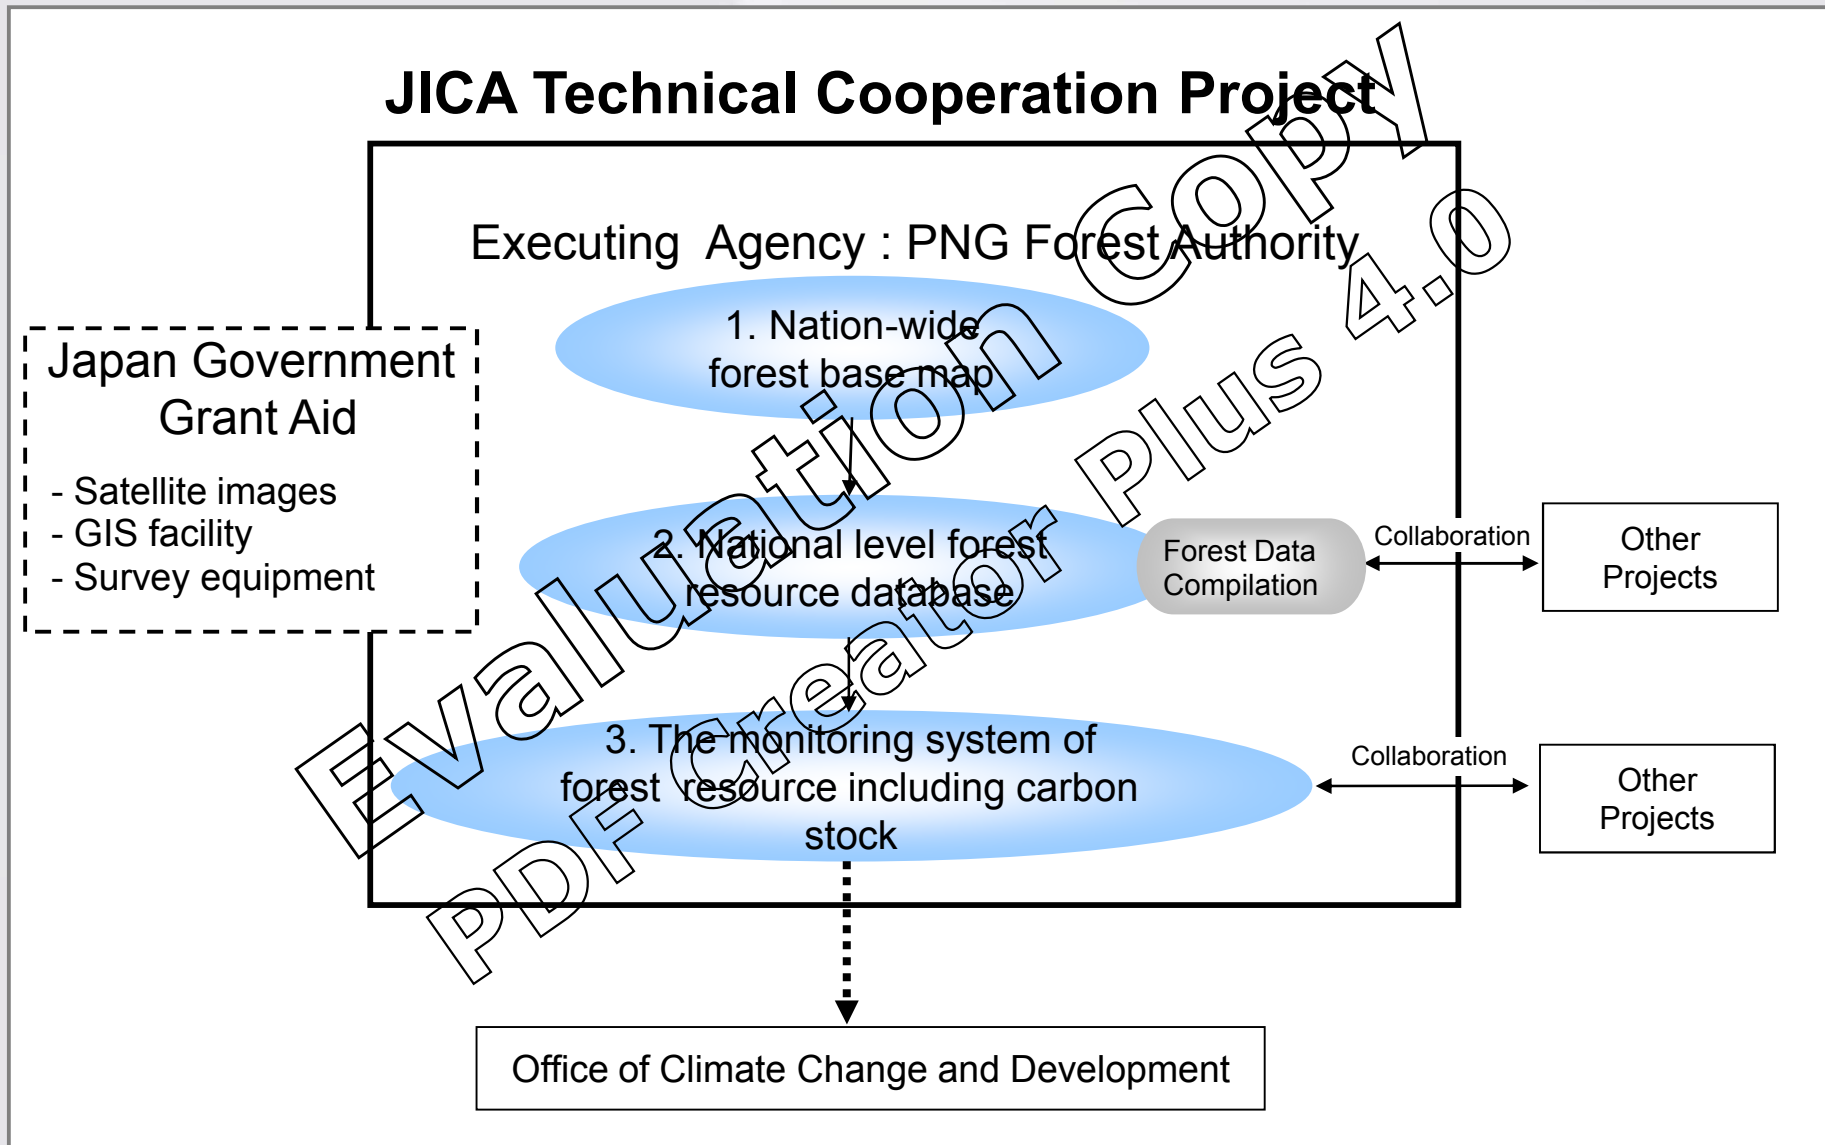 JICA Technical Cooperation Project
Executing Agency : PNG Forest Authority
1. Nation-wide
forest base map
Japan Government
Grant Aid
- Satellite images
- GIS facility
- Survey equipment
2. National level forest
resource database
Forest Data
Compilation
Collaboration
Other
Projects
3. The monitoring system of
forest resource including carbon
stock
Collaboration
Other
Projects
Office of Climate Change and Development
Evaluation Copy
PDF Creator Plus 4.0